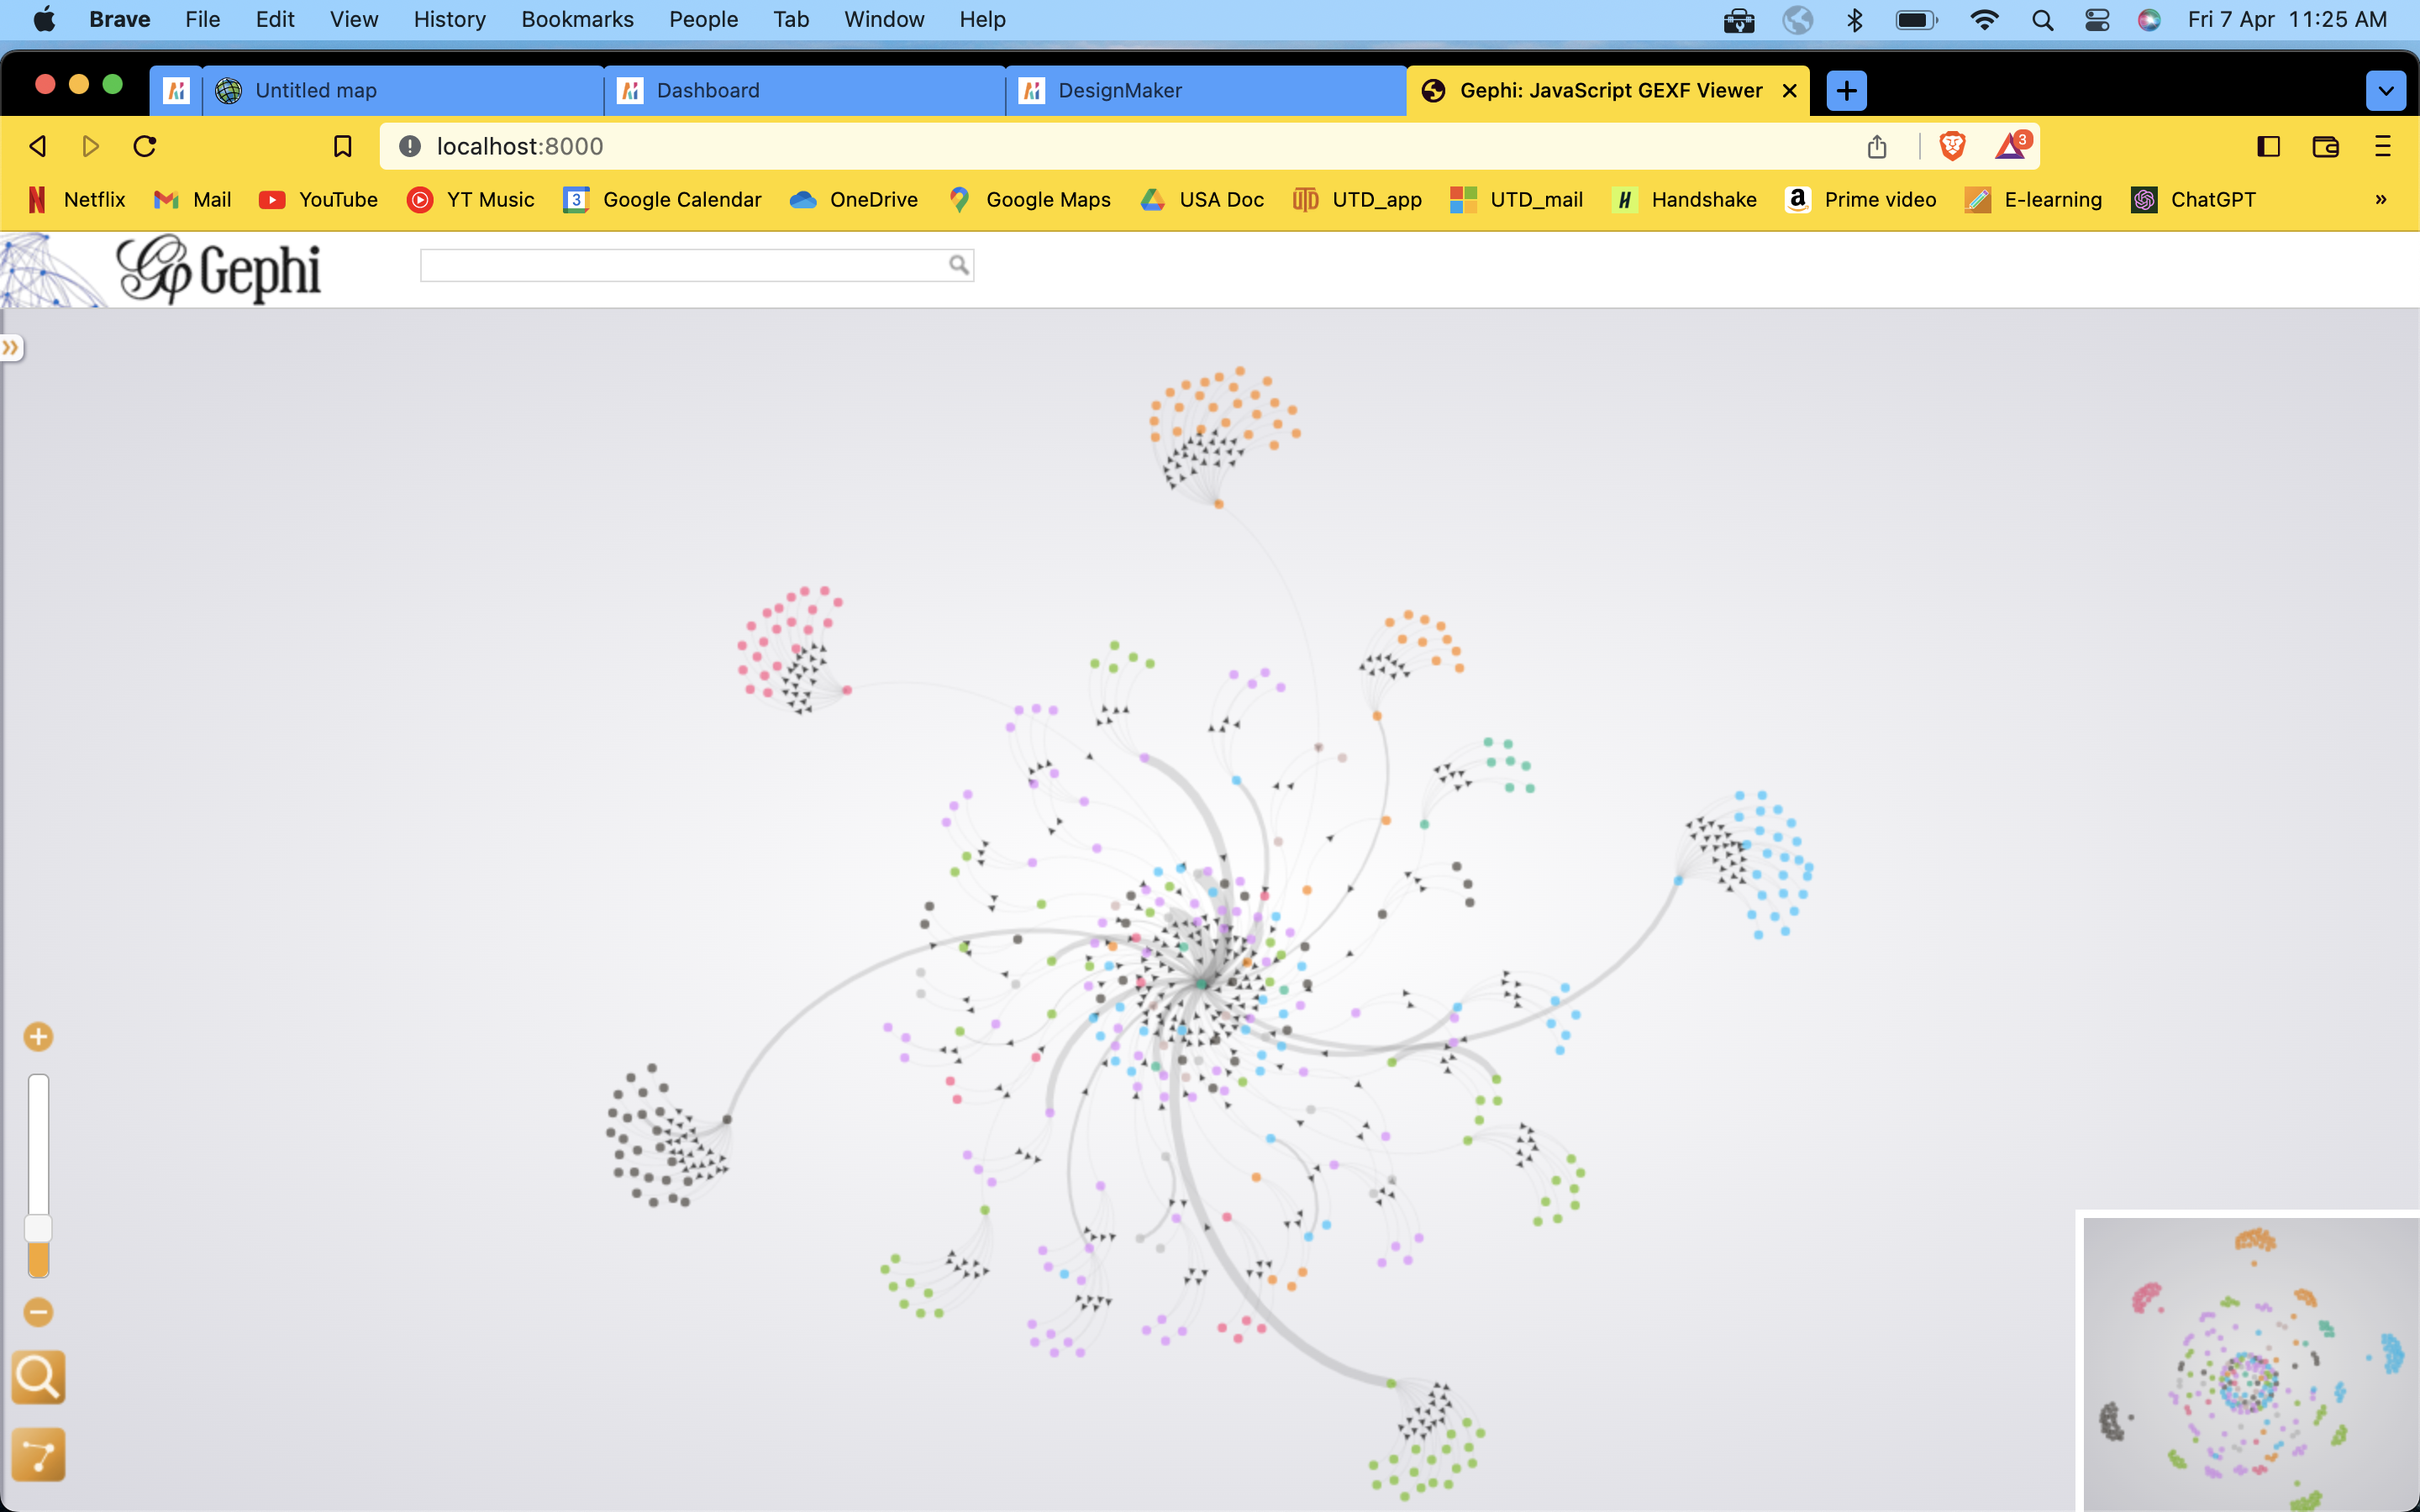 Brave File Edit View History Bookmarks People Tab Window Help Fri 7 Apr 11:25 AM
Untitled map Dashboard DesignMaker Gephi: JavaScript GEXF Viewer
localhost:8000 3
Netflix Mail YouTube YT Music 3 Google Calendar OneDrive Google Maps USA Doc UTD UTD_app UTD_mail H Handshake a Prime video E-learning ChatGPT »
Gephi